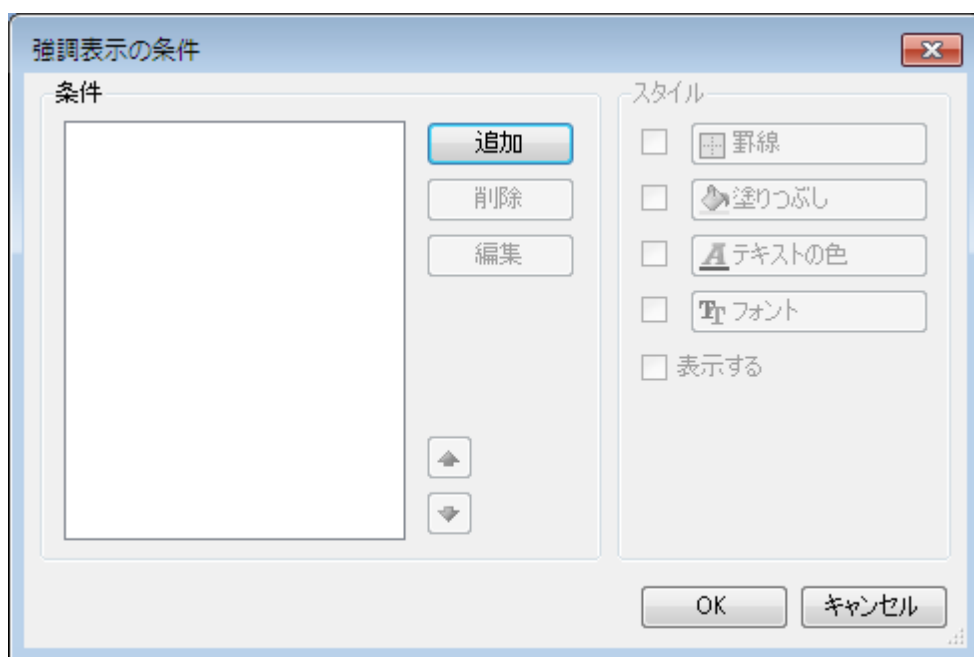 強調表示の条件
条件
追加
削除
編集
スタイル
罫線
塗りつぶし
テキストの色
フォント
表示する
OK
キャンセル